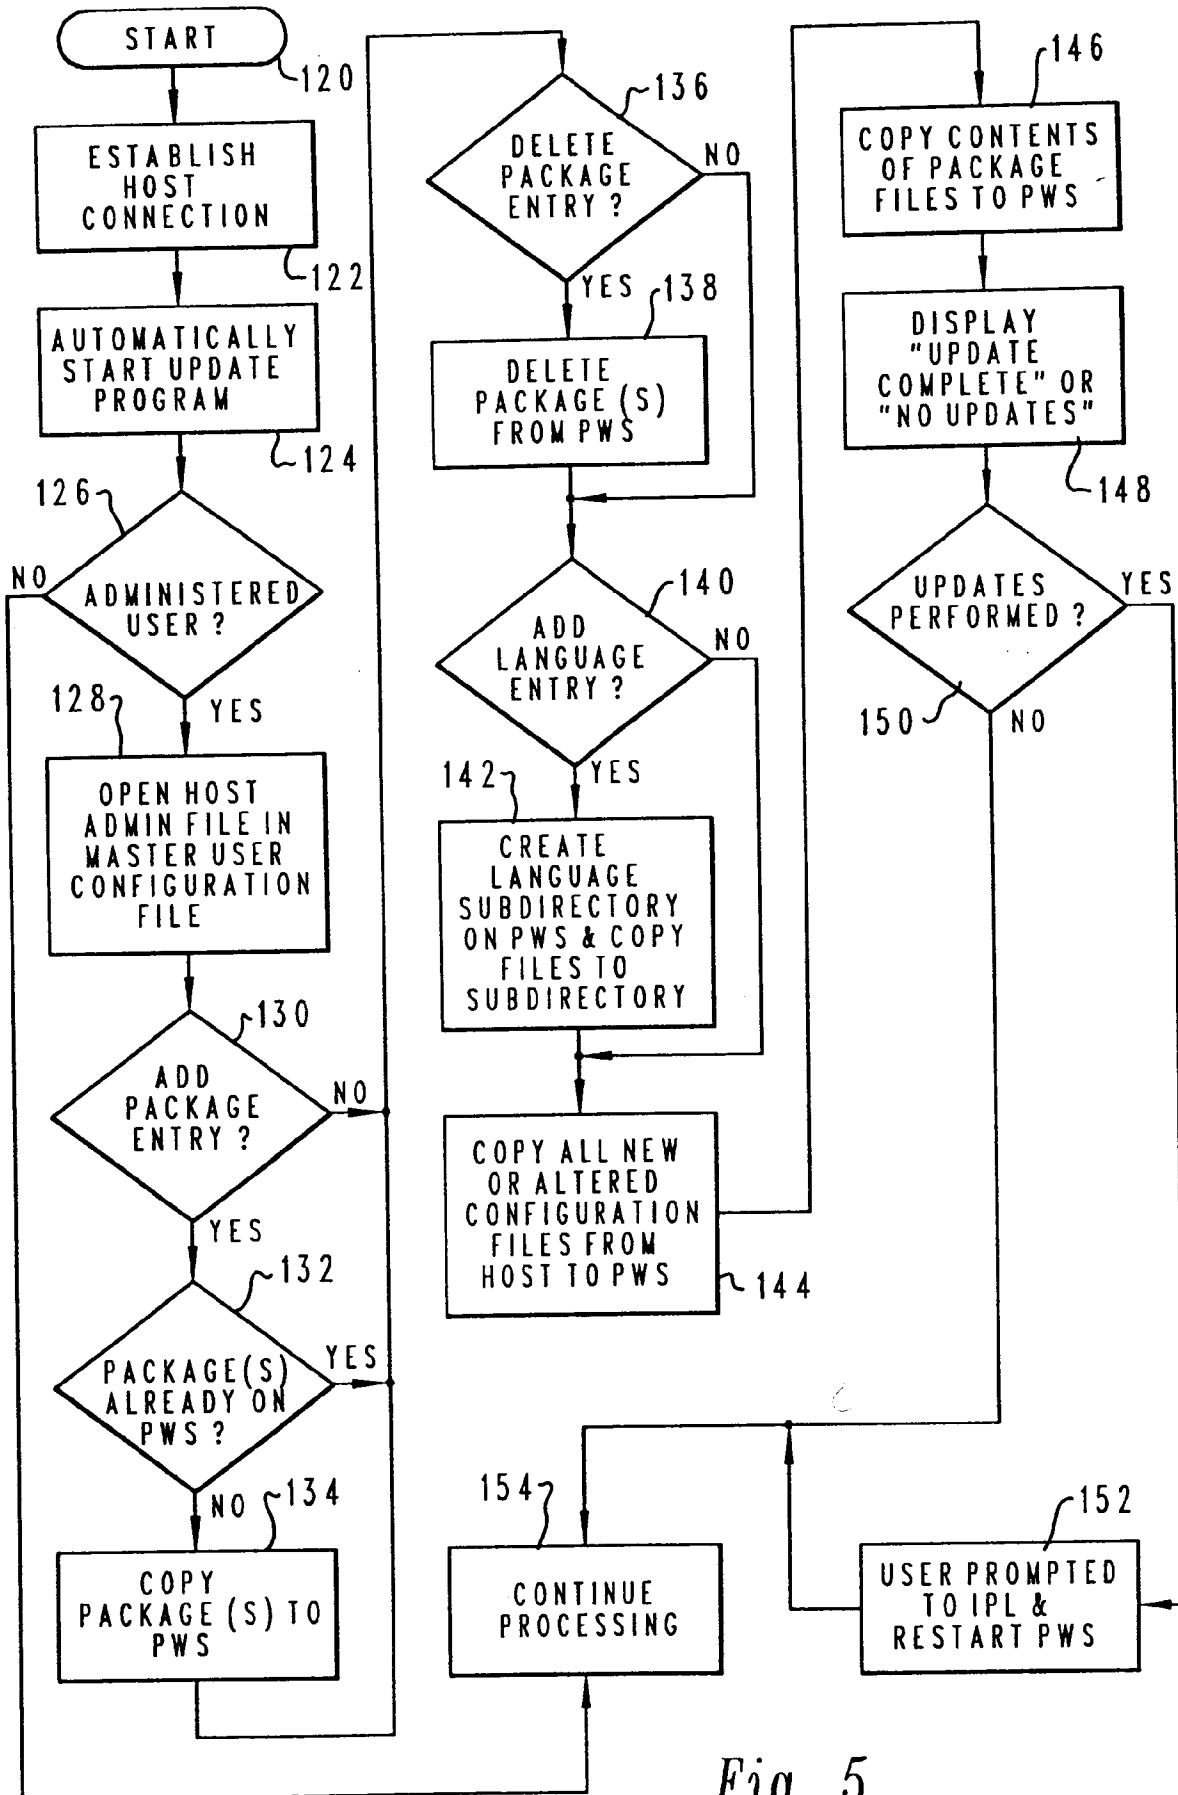 START
120
ESTABLISH
HOST
CONNECTION
122
AUTOMATICALLY
START UPDATE
PROGRAM
124
126
NO
ADMINISTERED
USER ?
YES
128
OPEN HOST
ADMIN FILE IN
MASTER USER
CONFIGURATION
FILE
130
ADD
PACKAGE
ENTRY ?
NO
YES
132
PACKAGE(S)
ALREADY ON
PWS ?
YES
NO
134
COPY
PACKAGE (S) TO
PWS
136
DELETE
PACKAGE
ENTRY ?
NO
YES
138
DELETE
PACKAGE (S)
FROM PWS
140
ADD
LANGUAGE
ENTRY ?
NO
YES
142
CREATE
LANGUAGE
SUBDIRECTORY
ON PWS & COPY
FILES TO
SUBDIRECTORY
COPY ALL NEW
OR ALTERED
CONFIGURATION
FILES FROM
HOST TO PWS
144
146
COPY CONTENTS
OF PACKAGE
FILES TO PWS
DISPLAY
"UPDATE
COMPLETE" OR
"NO UPDATES"
148
UPDATES
PERFORMED ?
YES
150
NO
152
USER PROMPTED
TO IPL &
RESTART PWS
154
CONTINUE
PROCESSING
Fig. 5